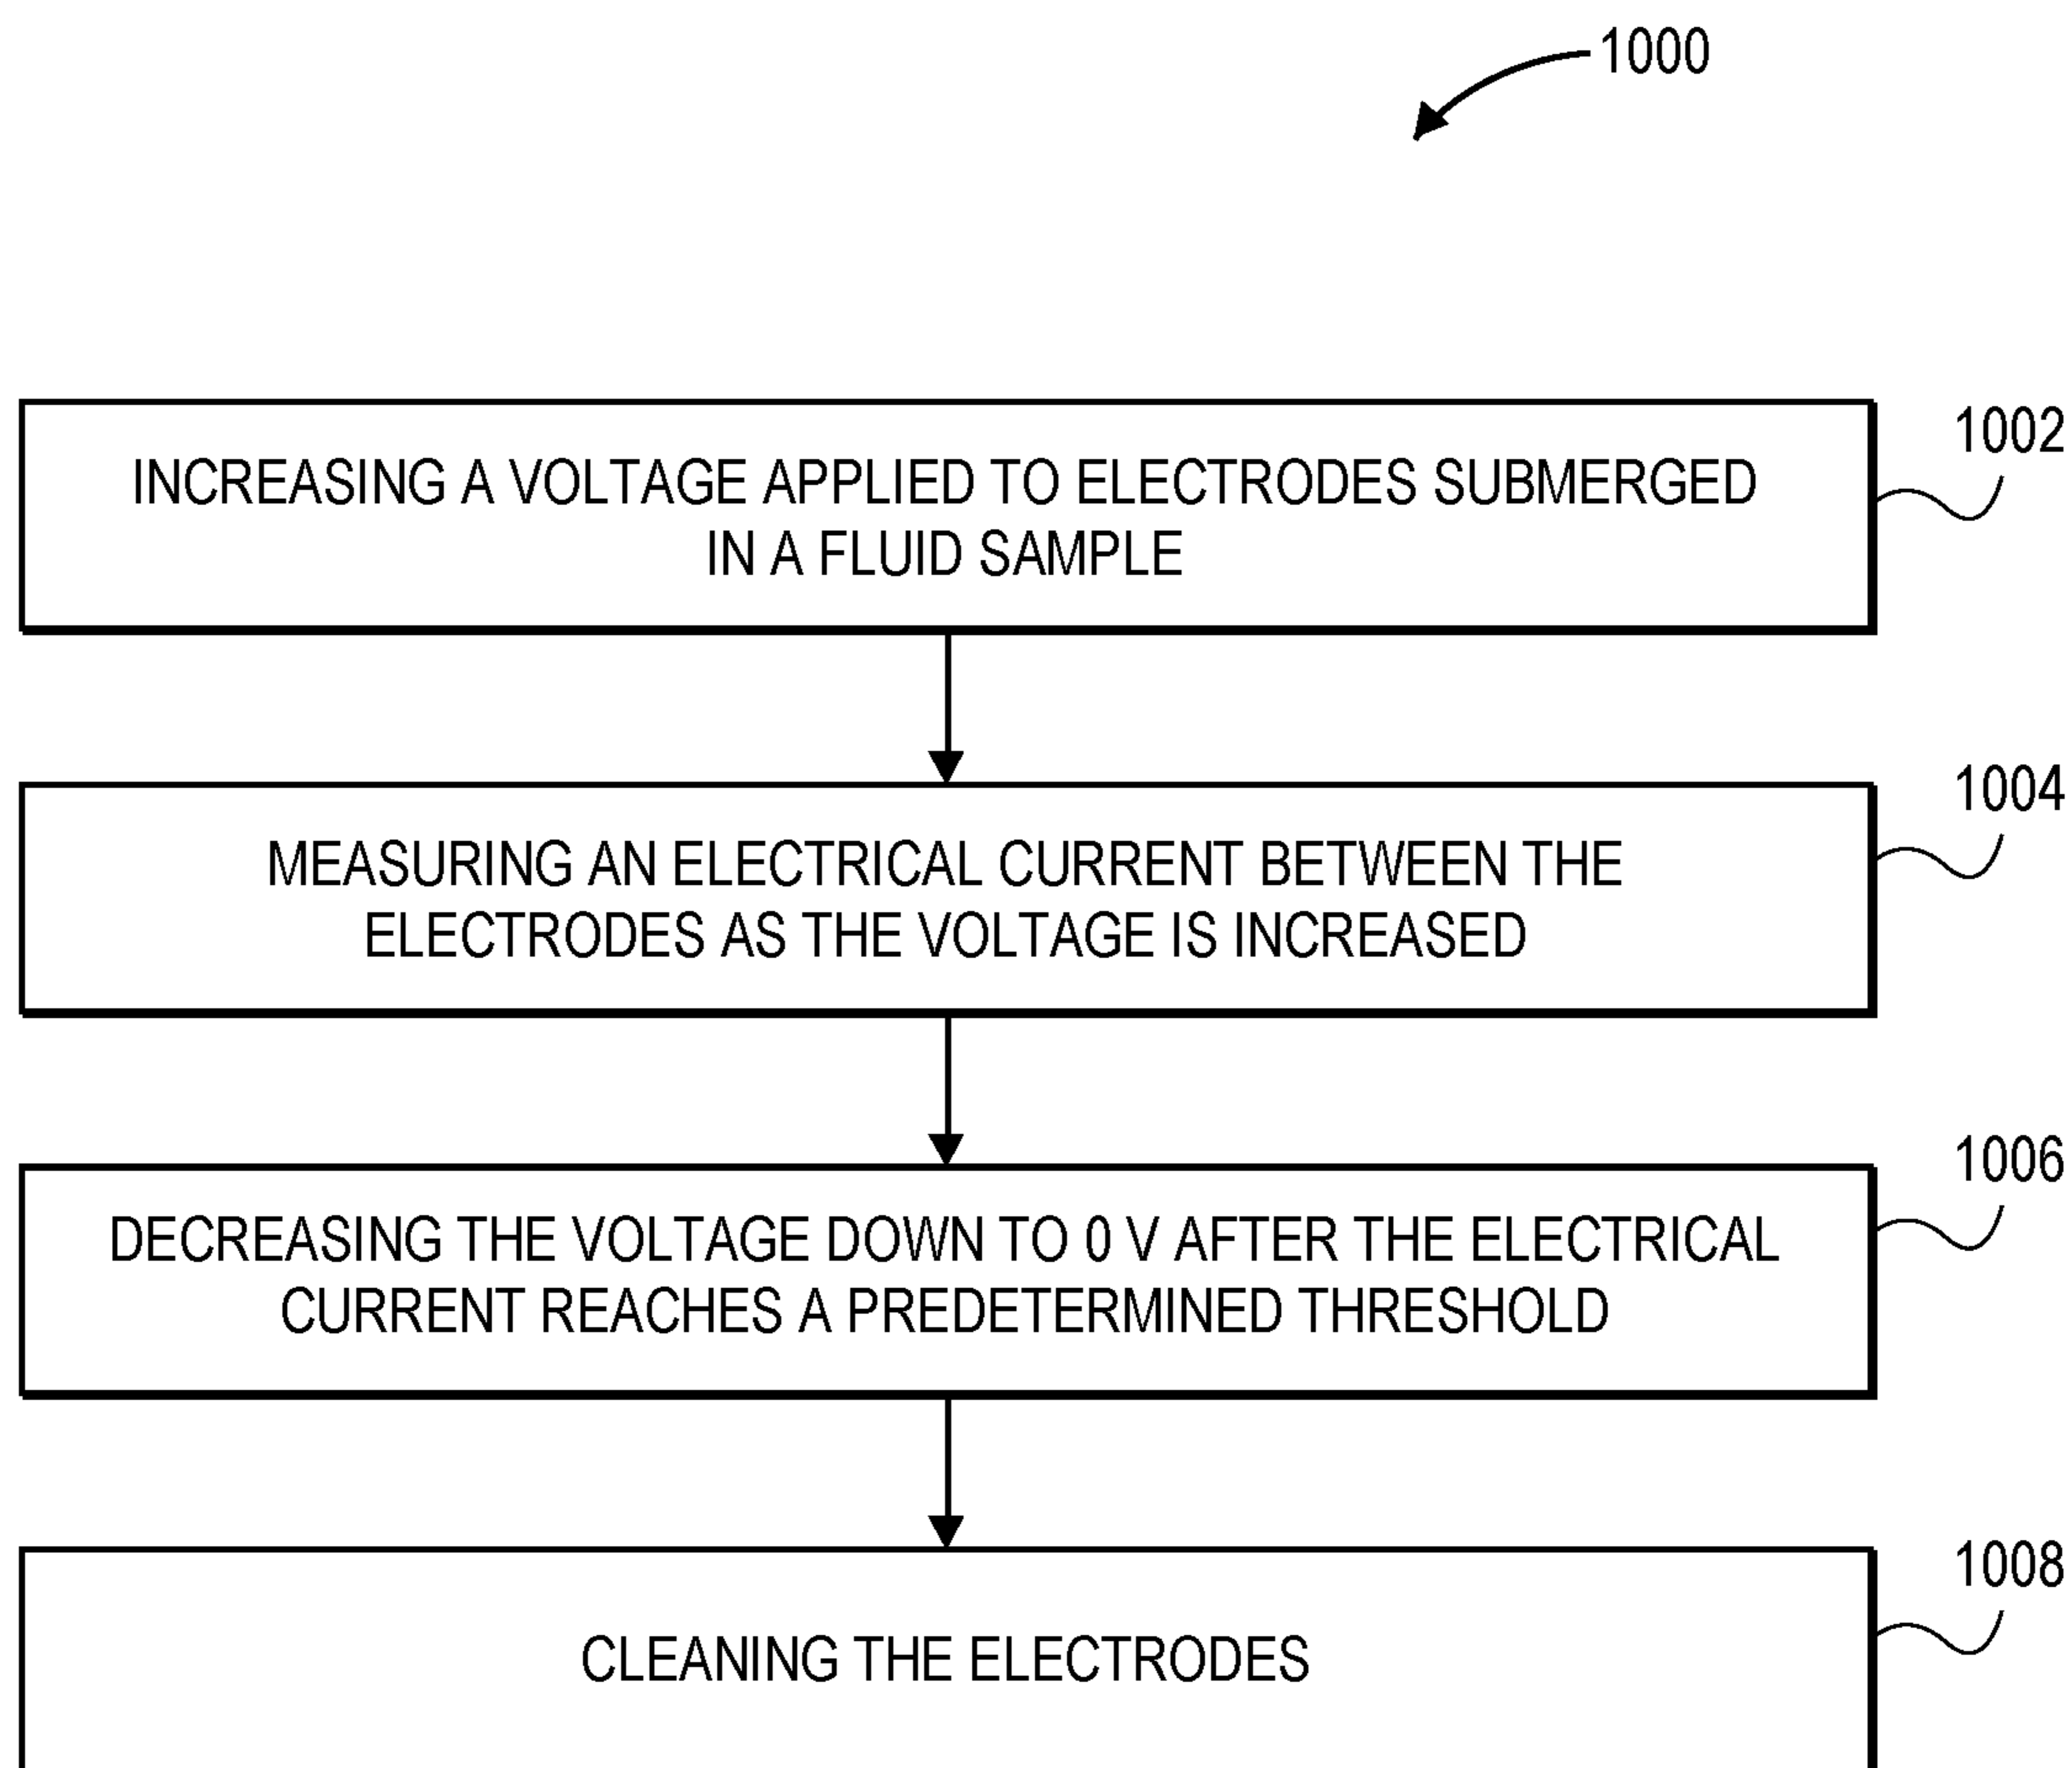 1000
1002
INCREASING A VOLTAGE APPLIED TO ELECTRODES SUBMERGED
IN A FLUID SAMPLE
1004
MEASURING AN ELECTRICAL CURRENT BETWEEN THE
ELECTRODES AS THE VOLTAGE IS INCREASED
1006
DECREASING THE VOLTAGE DOWN TO 0 V AFTER THE ELECTRICAL
CURRENT REACHES A PREDETERMINED THRESHOLD
1008
CLEANING THE ELECTRODES